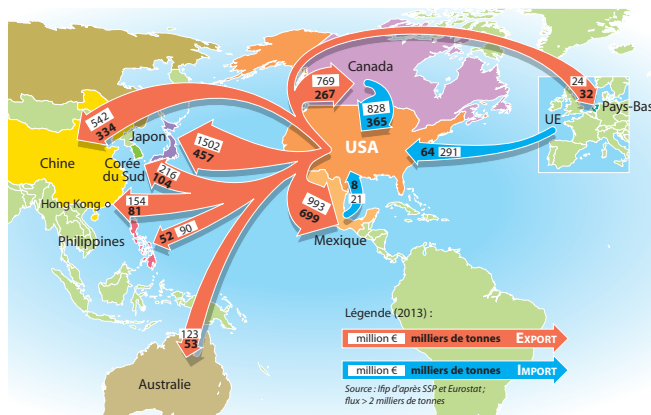 Canada
24
32
Pays-Bas
UE
769
267
828
365
542
334
Japon
1502
457
USA
64 291
Chine
Corée
du Sud
216
104
8
21
Hong Kong
154
81
993
699
Philippines
52 90
Mexique
123
53
Australie
Légende (2013) :
million € milliers de tonnes EXPORT
million € milliers de tonnes IMPORT
Source : Ifip d'après SSP et Eurostat ;
flux > 2 milliers de tonnes